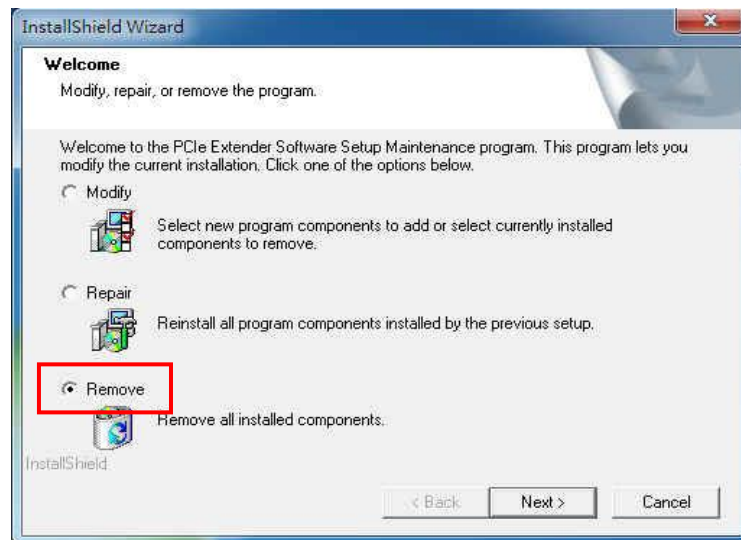 InstallShield Wizard
Welcome
Modify, repair, or remove the program.
Welcome to the PCIe Extender Software Setup Maintenance program. This program lets you
modify the current installation. Click one of the options below.
Modify
Select new program components to add or select currently installed
components to remove.
Repair
Reinstall all program components installed by the previous setup.
Remove
Remove all installed components.
InstallShield
< Back
Next >
Cancel